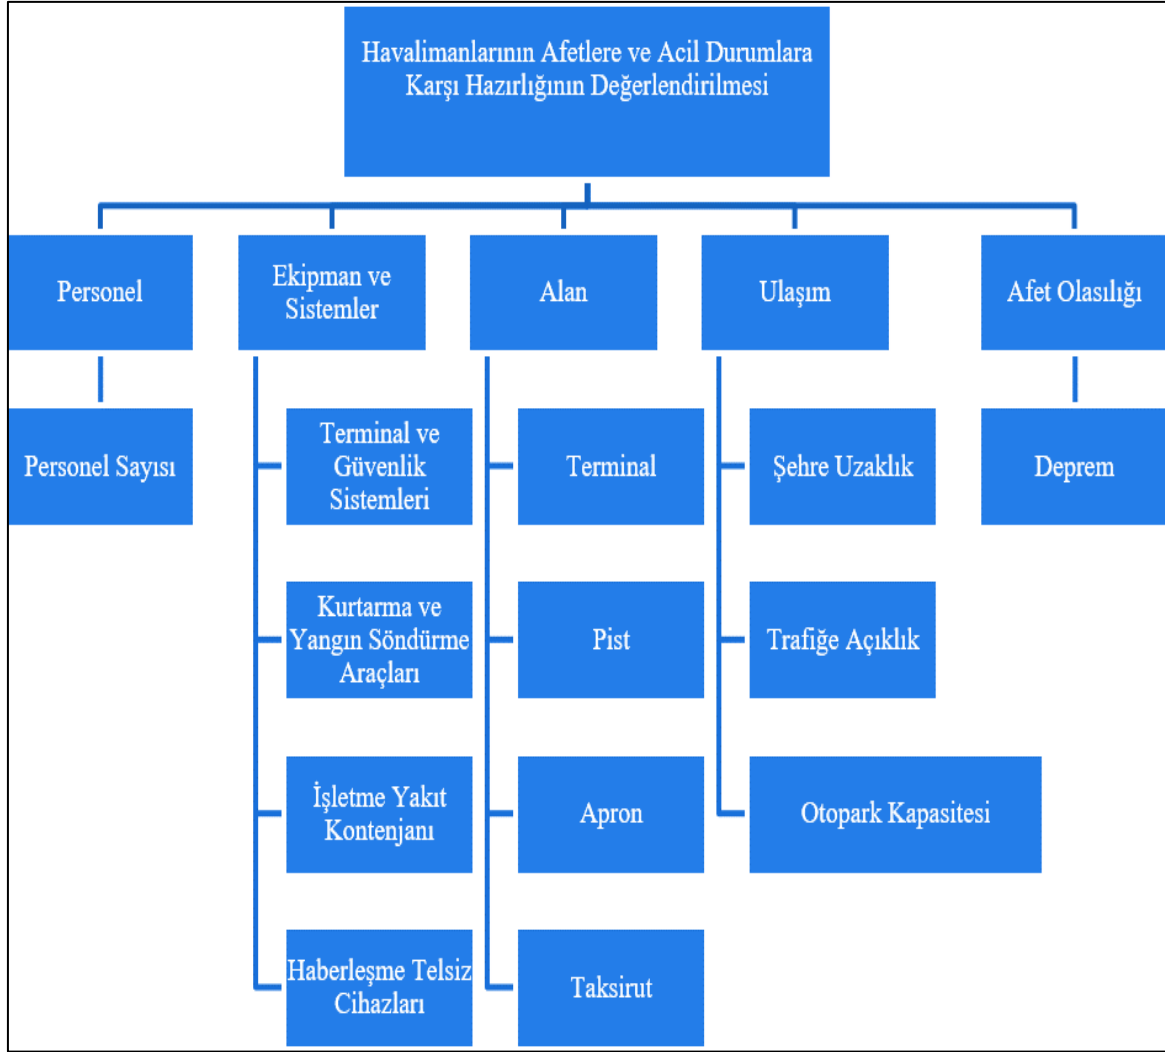 Havalimanlarının Afetlere ve Acil Durumlara
Karşı Hazırlığının Değerlendirilmesi
Personel
Ekipman ve
Sistemler
Alan
Ulaşım
Afet Olasılığı
Personel Sayısı
Terminal ve
Güvenlik
Sistemleri
Terminal
Şehre Uzaklık
Deprem
Kurtarma ve
Yangın Söndürme
Araçları
Pist
Trafiğe Açıklık
İşletme Yakıt
Kontenjanı
Apron
Otopark Kapasitesi
Haberleşme Telsiz
Cihazları
Taksirut